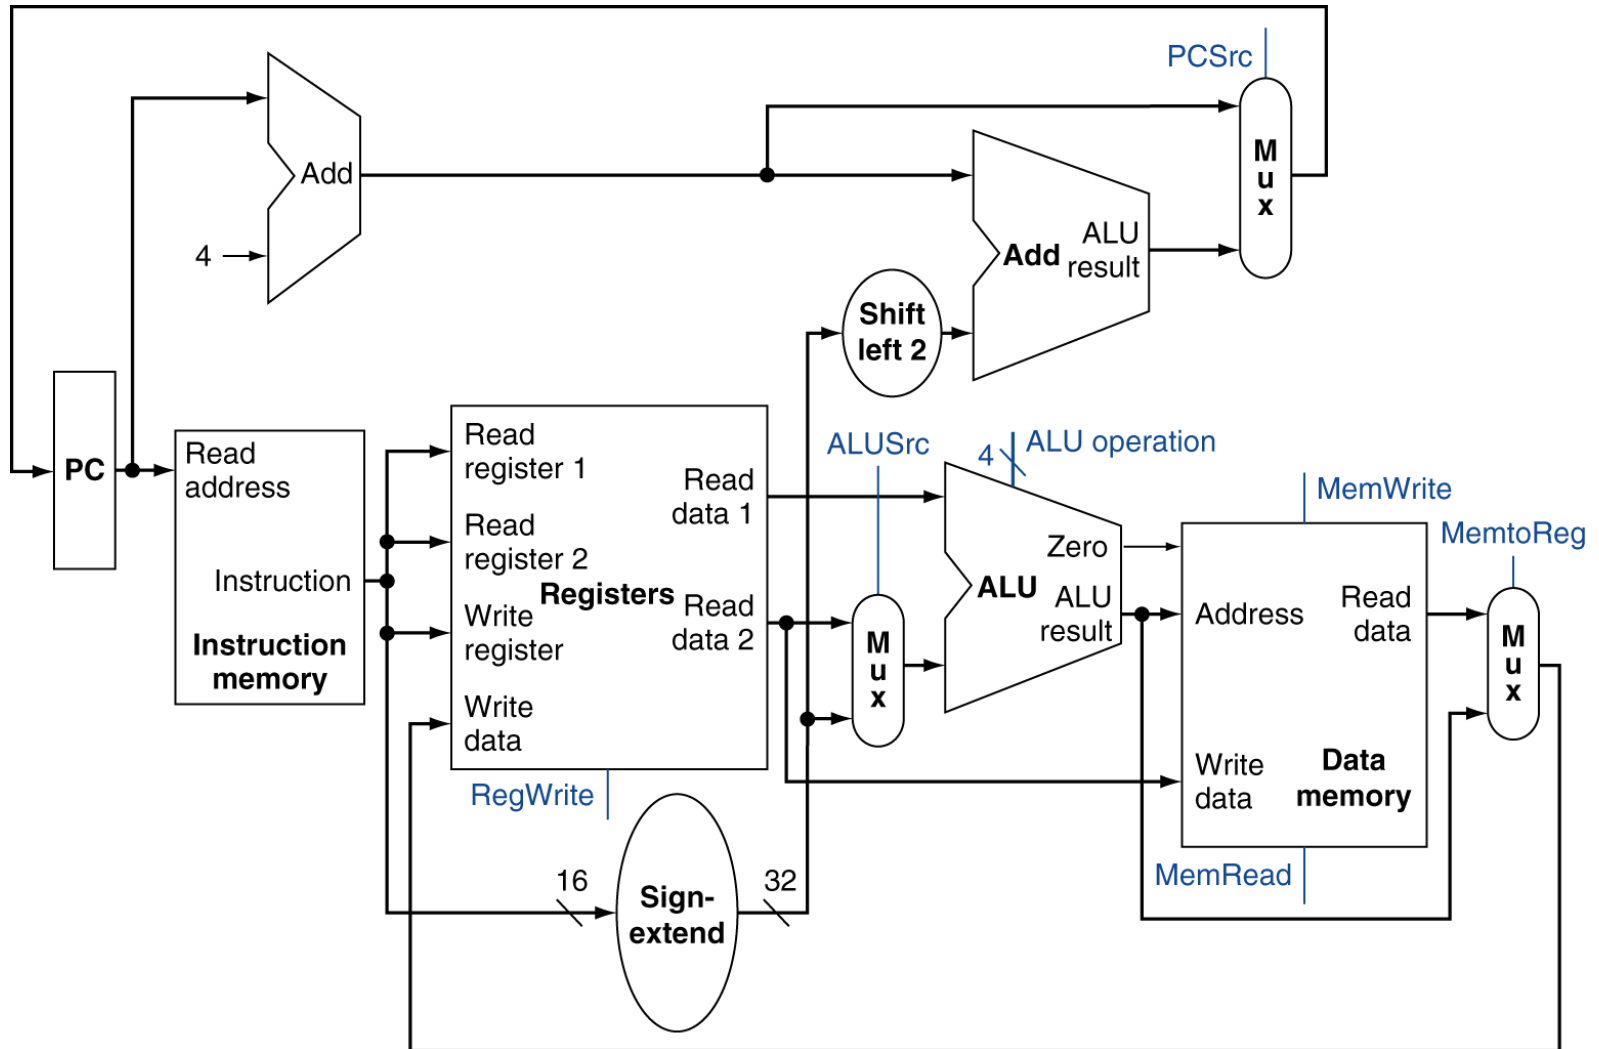 PCSrc
Add
4
M
u
x
Add
ALU
result
Shift
left 2
PC
Read
address
Instruction
Instruction
memory
Read
register 1
Read
register 2
Write
register
Write
data
Registers
Read
data 1
Read
data 2
RegWrite
16
Sign-
extend
32
ALUSrc
M
u
x
4
ALU operation
Zero
ALU
ALU
result
MemWrite
Address
Read
data
Write
data
Data
memory
MemRead
MemtoReg
M
u
x